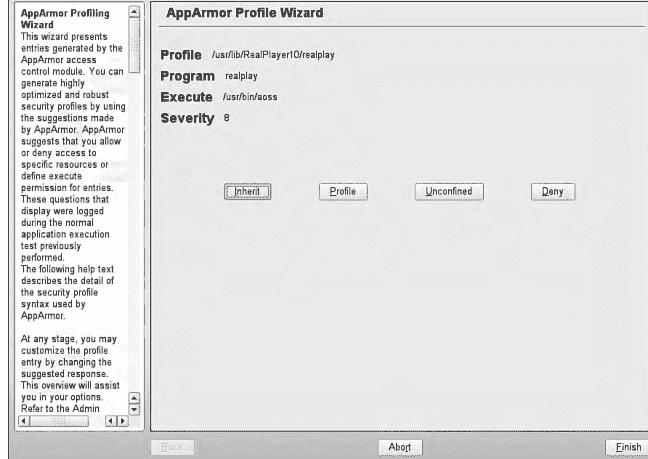 AppArmor Profiling
Wizard
This wizard presents
entries generated by the
AppArmor access
control module. You can
generate highly
optimized and robust
security profiles by using
the suggestions made
by AppArmor. AppArmor
suggests that you allow
or deny access to
specific resources or
define execute
permission for entries.
These questions that
display were logged
during the normal
application execution
test previously
performed.
The following help text
describes the detail of
the security profile
syntax used by
AppArmor.
At any stage, you may
customize the profile
entry by changing the
suggested response.
This overview will assist
you in your options.
Refer to the Admin
AppArmor Profile Wizard
Profile /usr/lib/RealPlayer10/realplay
Program realplay
Execute /usr/bin/aoss
Severity 8
Inherit Profile Unconfined Deny
Back Abort Finish